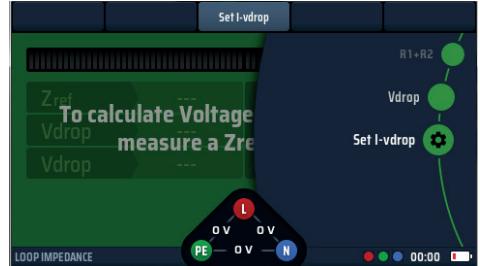 Set I-vdrop
R1+R2
Zref ---
To calculate Voltage
Vdrop
Vdrop ---
measure a Zre
Vdrop ---
Set I-vdrop
L
0 V 0 V
PE 0 V N
LOOP IMPEDANCE
00:00